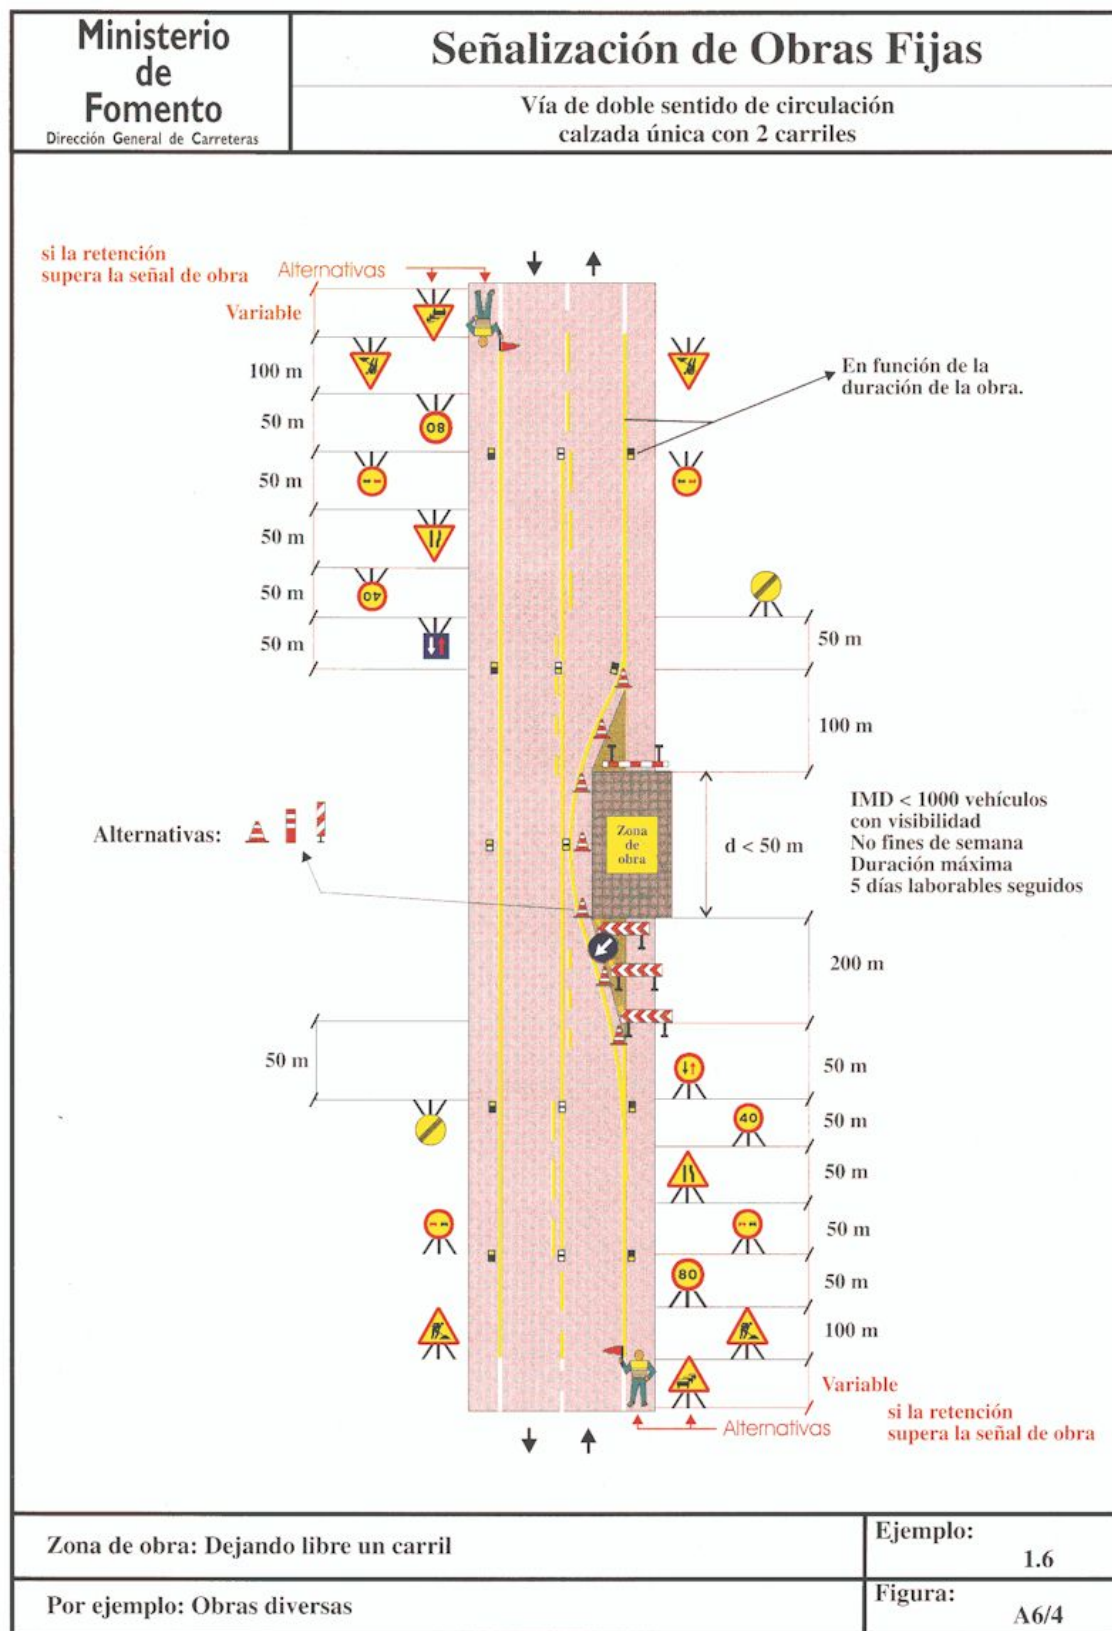 Ministerio
de
Fomento
Dirección General de Carreteras
Señalización de Obras Fijas
Vía de doble sentido de circulación
calzada única con 2 carriles
si la retención
supera la señal de obra
Alternativas
Variable
100 m
50 m
50 m
50 m
50 m
50 m
80
40
En función de la
duración de la obra.
50 m
100 m
Alternativas:
Zona
de
obra
d < 50 m
IMD < 1000 vehículos
con visibilidad
No fines de semana
Duración máxima
5 días laborables seguidos
200 m
50 m
50 m
40
50 m
50 m
50 m
80
50 m
100 m
Variable
Alternativas
si la retención
supera la señal de obra
Zona de obra: Dejando libre un carril
Ejemplo:
1.6
Por ejemplo: Obras diversas
Figura:
A6/4